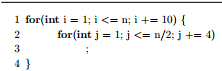 1 for(int i = 1; i <= n; i += 10) {
2 for(int j = 1; j <= n/2; j += 4)
3 ;
4 }